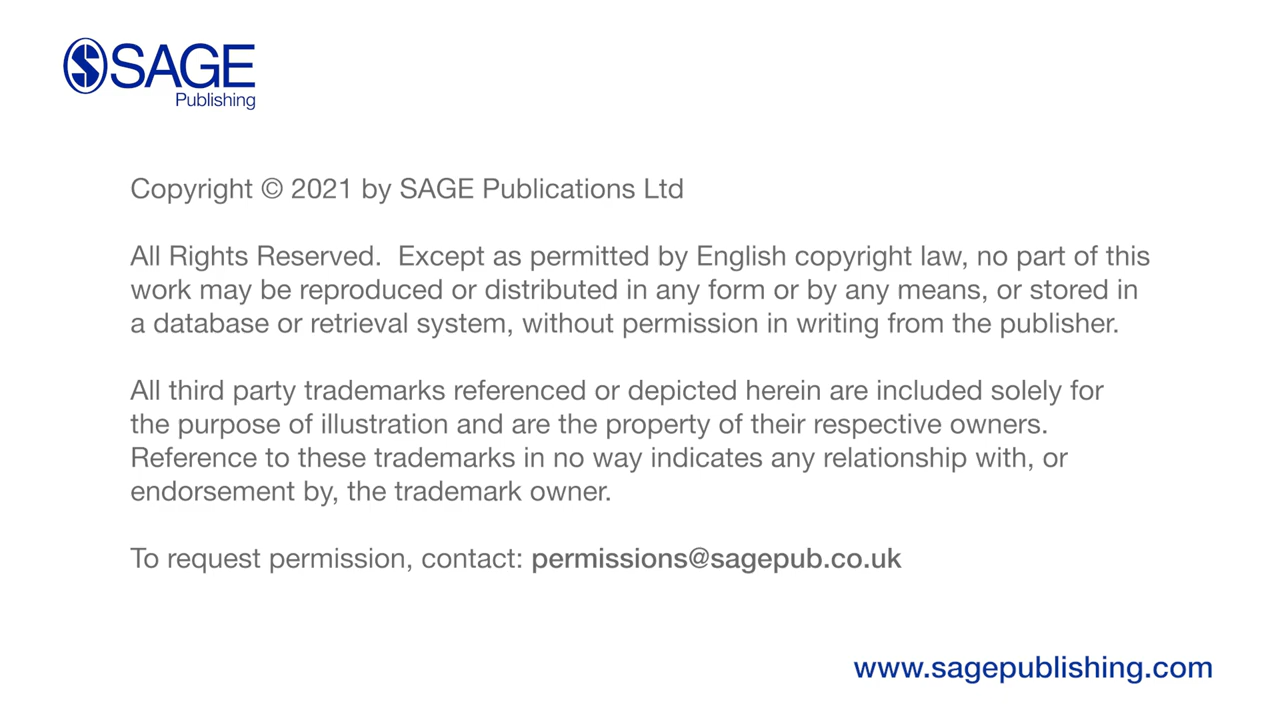 SAGE
Publishing
Copyright © 2021 by SAGE Publications Ltd
All Rights Reserved.  Except as permitted by English copyright law, no part of this
work may be reproduced or distributed in any form or by any means, or stored in
a database or retrieval system, without permission in writing from the publisher.
All third party trademarks referenced or depicted herein are included solely for
the purpose of illustration and are the property of their respective owners.
Reference to these trademarks in no way indicates any relationship with, or
endorsement by, the trademark owner.
To request permission, contact: permissions@sagepub.co.uk
www.sagepublishing.com